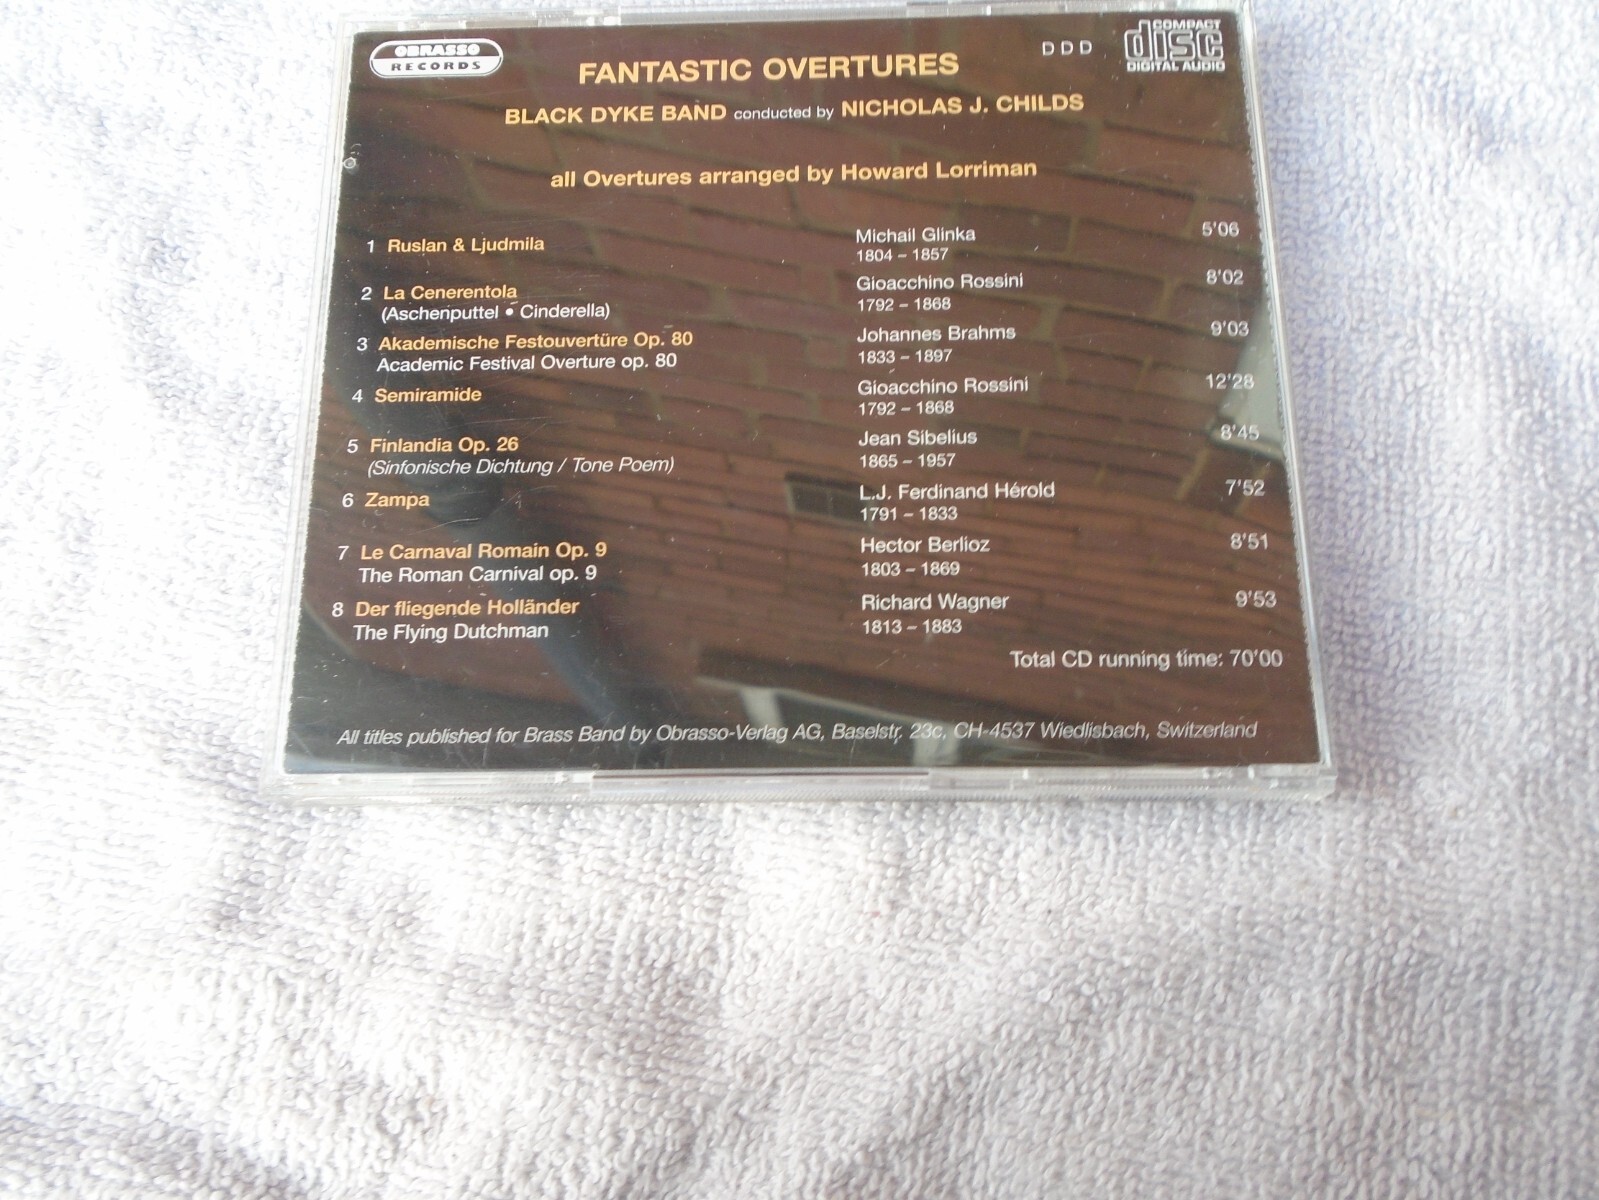 OBRASSO
RECORDS
FANTASTIC OVERTURES
DDD
COMPACT
disc
DIGITAL AUDIO
BLACK DYKE BAND conducted by NICHOLAS J. CHILDS
all Overtures arranged by Howard Lorriman
1 Ruslan & Ljudmila Michail Glinka 5'06
1804 – 1857
2 La Cenerentola Gioacchino Rossini 8'02
(Aschenputtel • Cinderella) 1792 – 1868
3 Akademische Festouvertüre Op. 80 Johannes Brahms 9'03
Academic Festival Overture op. 80 1833 – 1897
4 Semiramide Gioacchino Rossini 12'28
1792 – 1868
5 Finlandia Op. 26 Jean Sibelius 8'45
(Sinfonische Dichtung / Tone Poem) 1865 – 1957
6 Zampa L.J. Ferdinand Hérold 7'52
1791 – 1833
7 Le Carnaval Romain Op. 9 Hector Berlioz 8'51
The Roman Carnival op. 9 1803 – 1869
8 Der fliegende Holländer Richard Wagner 9'53
The Flying Dutchman 1813 – 1883
Total CD running time: 70'00
All titles published for Brass Band by Obrasso-Verlag AG, Baselstr. 23c, CH-4537 Wiedlisbach, Switzerland